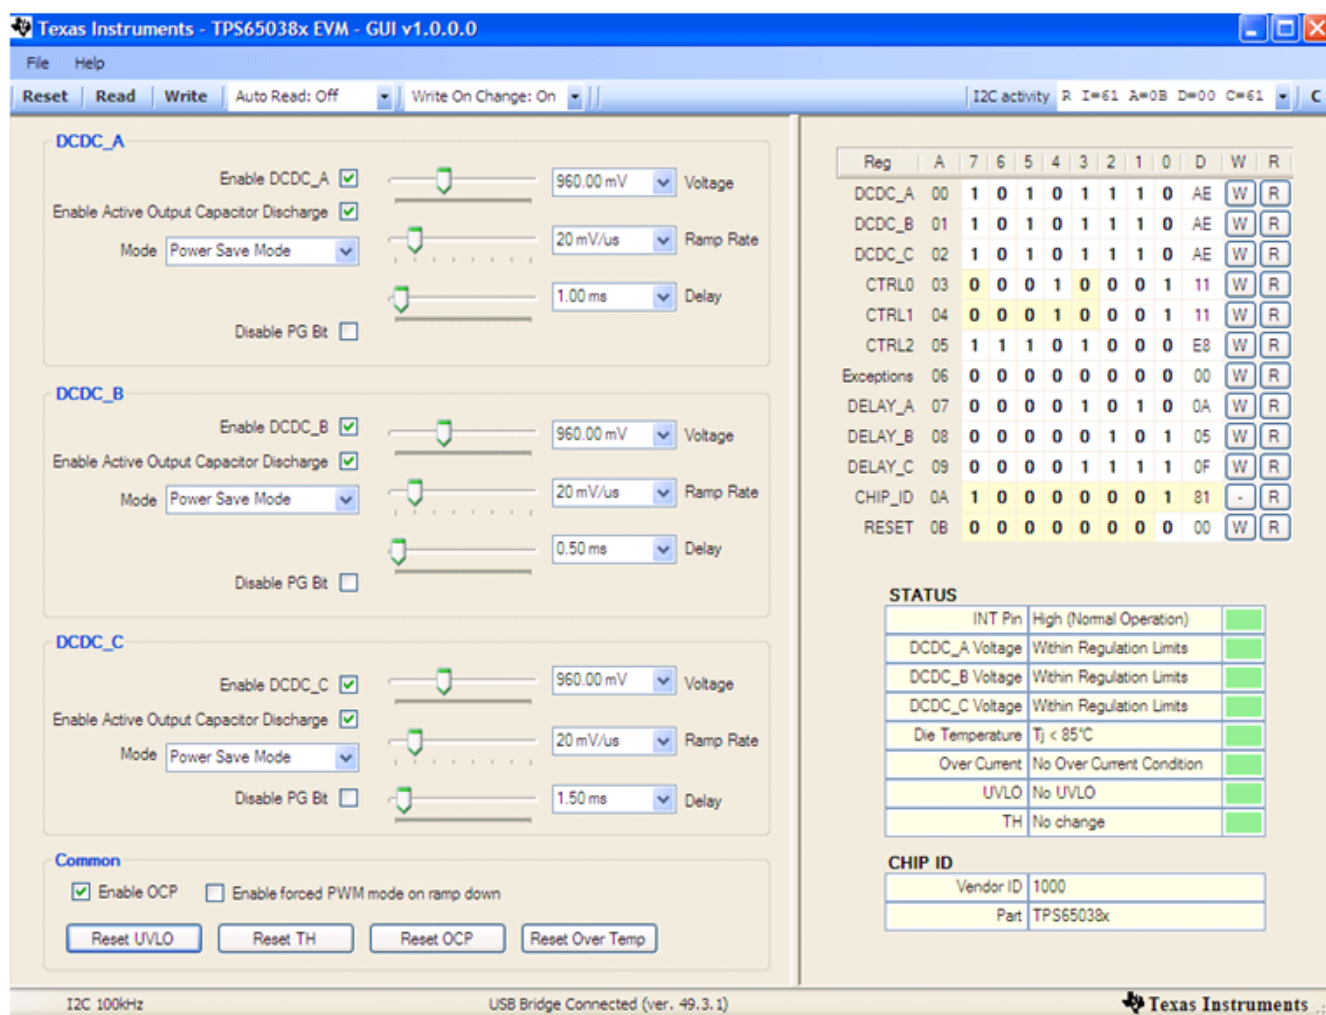 Texas Instruments - TPS65038x EVM - GUI v1.0.0.0
File Help
Reset Read Write Auto Read: Off Write On Change: On I2C activity R I=61 A=0B D=00 C=61 C
DCDC_A
Enable DCDC_A 960.00 mV Voltage
Enable Active Output Capacitor Discharge
Mode Power Save Mode 20 mV/us Ramp Rate
1.00 ms Delay
Disable PG Bit
DCDC_B
Enable DCDC_B 960.00 mV Voltage
Enable Active Output Capacitor Discharge
Mode Power Save Mode 20 mV/us Ramp Rate
0.50 ms Delay
Disable PG Bit
DCDC_C
Enable DCDC_C 960.00 mV Voltage
Enable Active Output Capacitor Discharge
Mode Power Save Mode 20 mV/us Ramp Rate
Disable PG Bit 1.50 ms Delay
Common
Enable OCP Enable forced PWM mode on ramp down
Reset UVLO Reset TH Reset OCP Reset Over Temp
Reg A 7 6 5 4 3 2 1 0 D W R
DCDC_A 00 1 0 1 0 1 1 1 0 AE W R
DCDC_B 01 1 0 1 0 1 1 1 0 AE W R
DCDC_C 02 1 0 1 0 1 1 1 0 AE W R
CTRL0 03 0 0 0 1 0 0 0 1 11 W R
CTRL1 04 0 0 0 1 0 0 0 1 11 W R
CTRL2 05 1 1 1 0 1 0 0 0 E8 W R
Exceptions 06 0 0 0 0 0 0 0 0 00 W R
DELAY_A 07 0 0 0 0 1 0 1 0 0A W R
DELAY_B 08 0 0 0 0 0 1 0 1 05 W R
DELAY_C 09 0 0 0 0 1 1 1 1 0F W R
CHIP_ID 0A 1 0 0 0 0 0 0 1 81 - R
RESET 0B 0 0 0 0 0 0 0 0 00 W R
STATUS
INT Pin High (Normal Operation)
DCDC_A Voltage Within Regulation Limits
DCDC_B Voltage Within Regulation Limits
DCDC_C Voltage Within Regulation Limits
Die Temperature Tj < 85°C
Over Current No Over Current Condition
UVLO No UVLO
TH No change
CHIP ID
Vendor ID 1000
Part TPS65038x
I2C 100kHz USB Bridge Connected (ver. 49.3.1) Texas Instruments